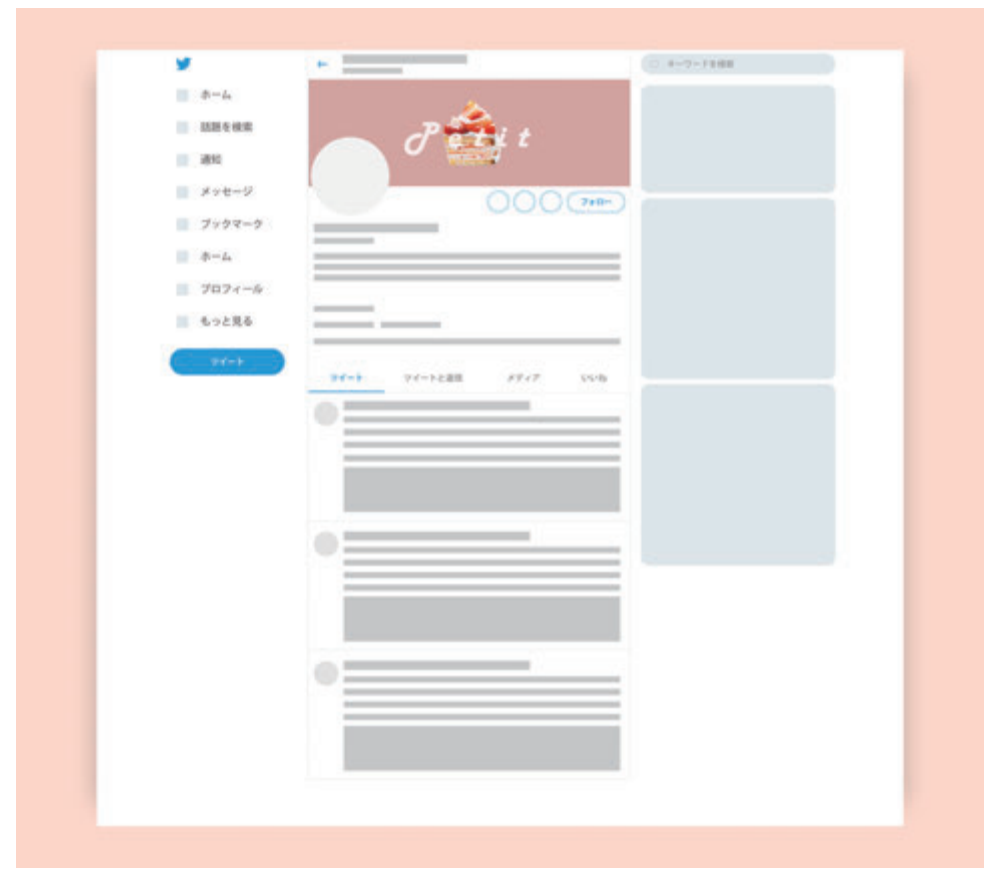 ホーム
話題を検索
通知
メッセージ
ブックマーク
ホーム
プロフィール
もっと見る
ツイート
Petit
フォロー
ツイート ツイートと返信 メディア いいね
キーワードを検索